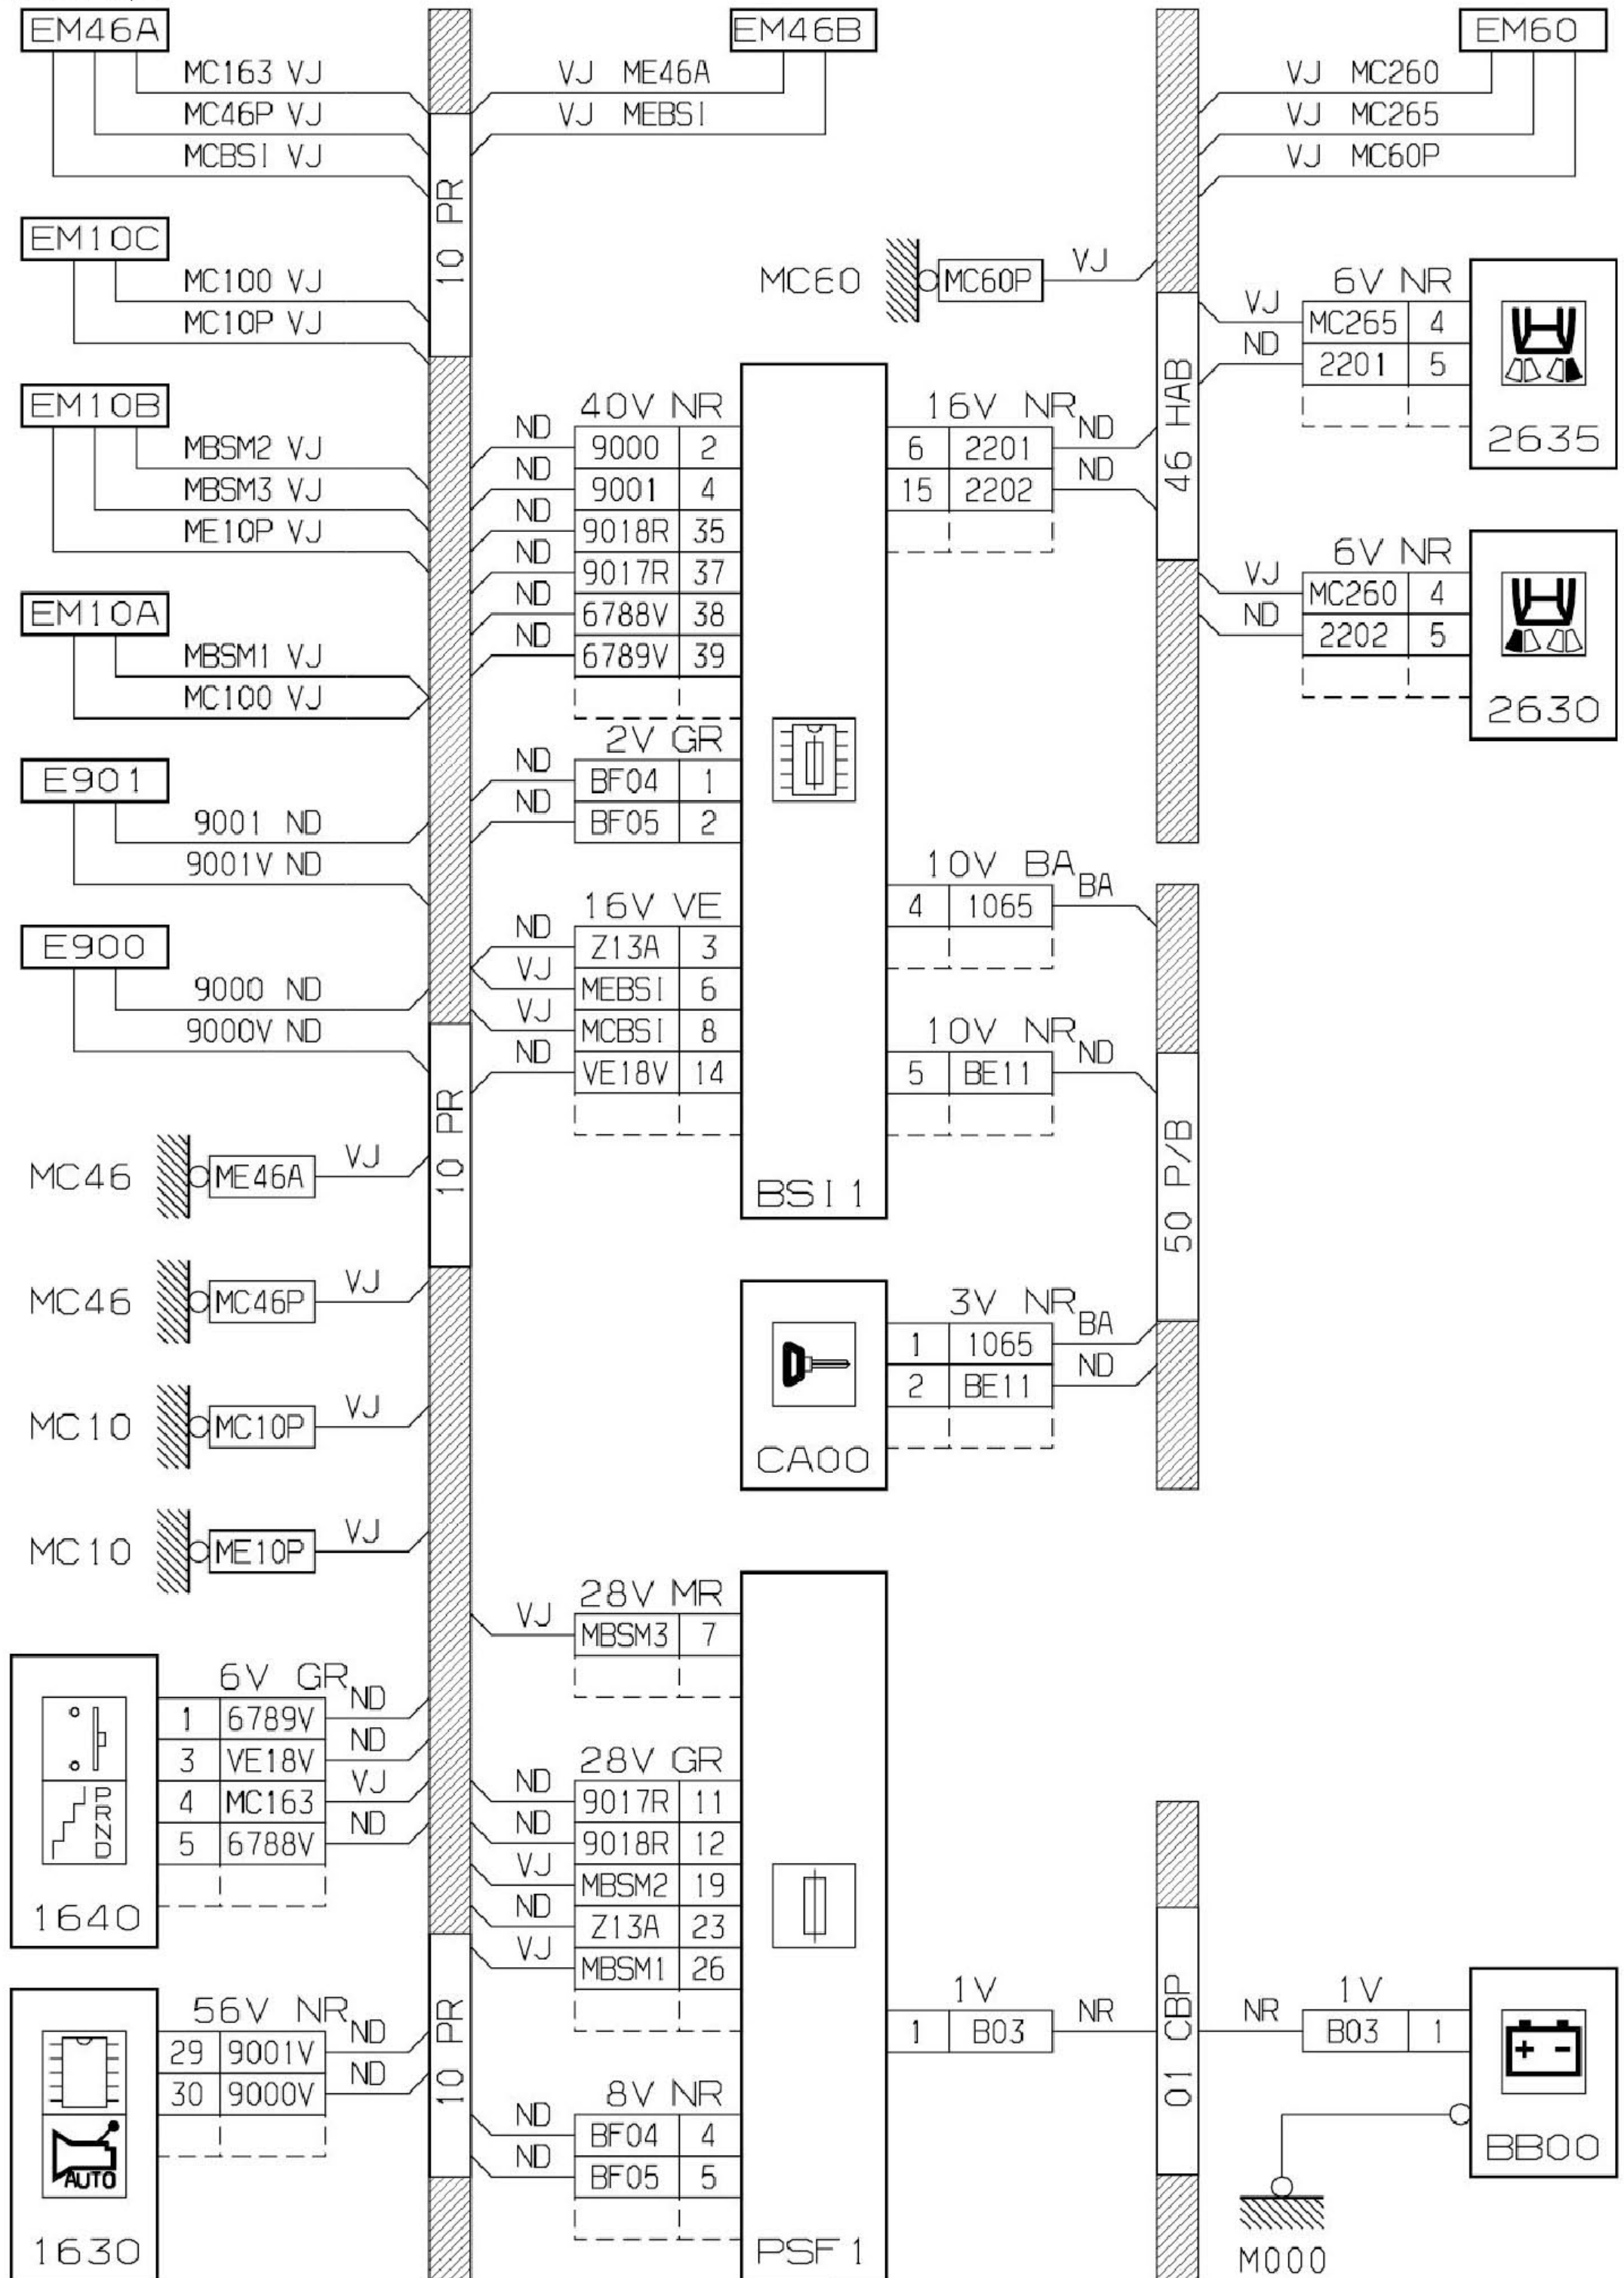 EM46A
MC163 VJ
MC46P VJ
MCBSI VJ
EM46B
VJ ME46A
VJ MEBSI
EM60
VJ MC260
VJ MC265
VJ MC60P
10 PR
EM10C
MC100 VJ
MC10P VJ
MC60
MC60P
VJ
6V NR
VJ
MC265 4
ND
2201 5
2635
46 HAB
EM10B
MBSM2 VJ
MBSM3 VJ
ME10P VJ
40V NR
ND
9000 2
ND
9001 4
ND
9018R 35
ND
9017R 37
ND
6788V 38
ND
6789V 39
16V NR
6 2201
ND
15 2202
ND
6V NR
VJ
MC260 4
ND
2202 5
2630
EM10A
MBSM1 VJ
MC100 VJ
2V GR
ND
BF04 1
ND
BF05 2
E901
9001 ND
9001V ND
10V BA
4 1065
BA
16V VE
ND
Z13A 3
VJ
MEBSI 6
VJ
MCBSI 8
ND
VE18V 14
E900
9000 ND
9000V ND
10V NR
5 BE11
ND
10 PR
50 P/B
BSI1
MC46
ME46A
VJ
MC46
MC46P
VJ
3V NR
1 1065
BA
2 BE11
ND
CA00
MC10
MC10P
VJ
MC10
ME10P
VJ
28V MR
VJ
MBSM3 7
6V GR
1 6789V
ND
3 VE18V
ND
4 MC163
VJ
5 6788V
ND
P
R
N
D
1640
28V GR
ND
9017R 11
ND
9018R 12
VJ
MBSM2 19
ND
Z13A 23
VJ
MBSM1 26
56V NR
29 9001V
ND
30 9000V
ND
AUTO
1630
10 PR
1V
1 B03
NR
01 CBP
NR
1V
B03 1
+ -
BB00
8V NR
ND
BF04 4
ND
BF05 5
PSF1
M000